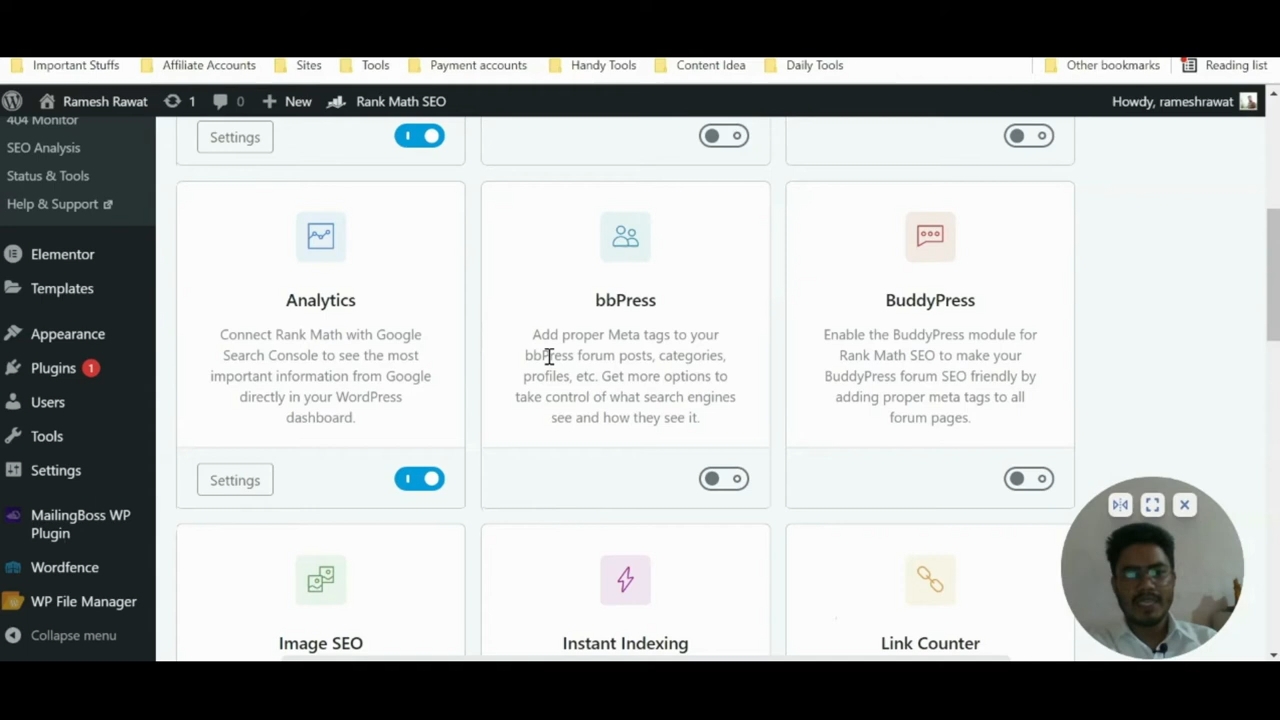 Important Stuffs Affiliate Accounts Sites Tools Payment accounts Handy Tools Content Idea Daily Tools Other bookmarks Reading list
Ramesh Rawat 1 0 New Rank Math SEO Howdy, rameshrawat
404 Monitor
SEO Analysis
Status & Tools
Help & Support
Elementor
Templates
Appearance
Plugins 1
Users
Tools
Settings
MailingBoss WP
Plugin
Wordfence
WP File Manager
Collapse menu
Settings
Analytics
Connect Rank Math with Google
Search Console to see the most
important information from Google
directly in your WordPress
dashboard.
Settings
bbPress
Add proper Meta tags to your
bbPress forum posts, categories,
profiles, etc. Get more options to
take control of what search engines
see and how they see it.
BuddyPress
Enable the BuddyPress module for
Rank Math SEO to make your
BuddyPress forum SEO friendly by
adding proper meta tags to all
forum pages.
Image SEO
Instant Indexing
Link Counter